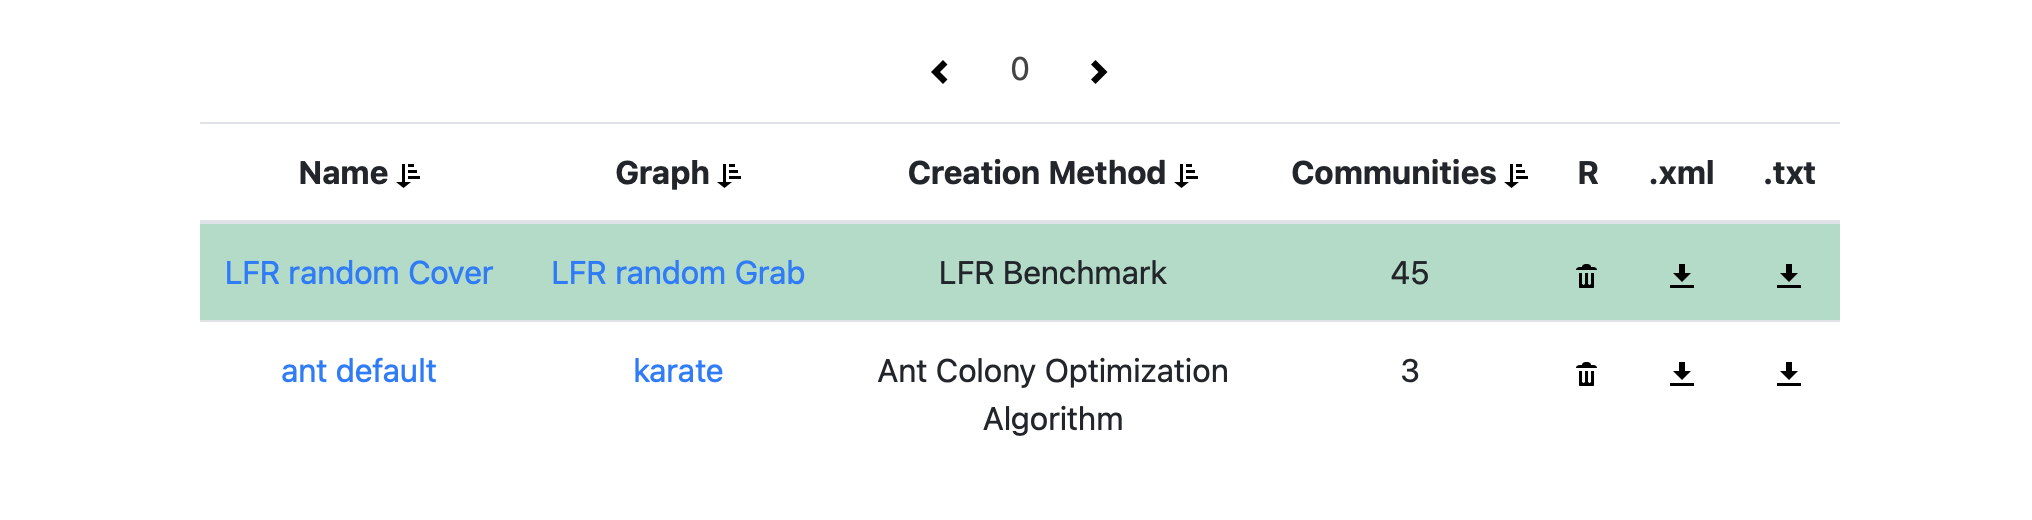 0
Name Graph Creation Method Communities R .xml .txt
LFR random Cover LFR random Grab LFR Benchmark 45
ant default karate Ant Colony Optimization 3
Algorithm